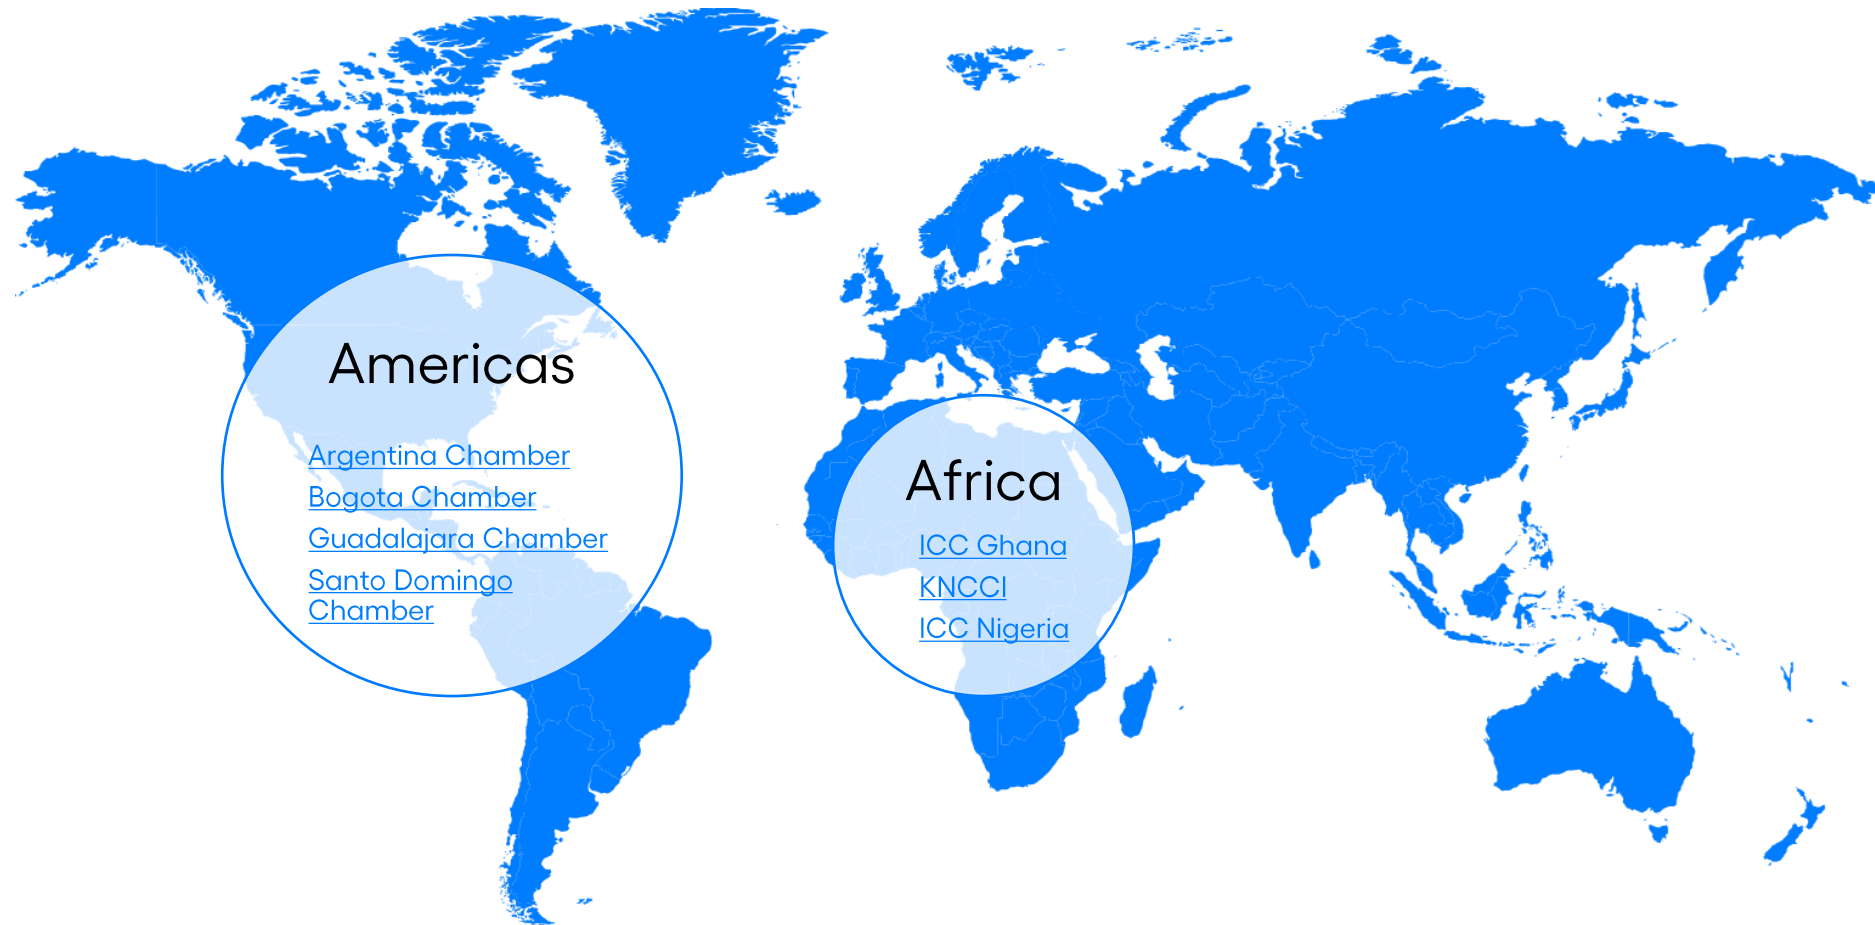 Americas
Argentina Chamber
Bogota Chamber
Guadalajara Chamber
Santo Domingo
Chamber
Africa
ICC Ghana
KNCCI
ICC Nigeria